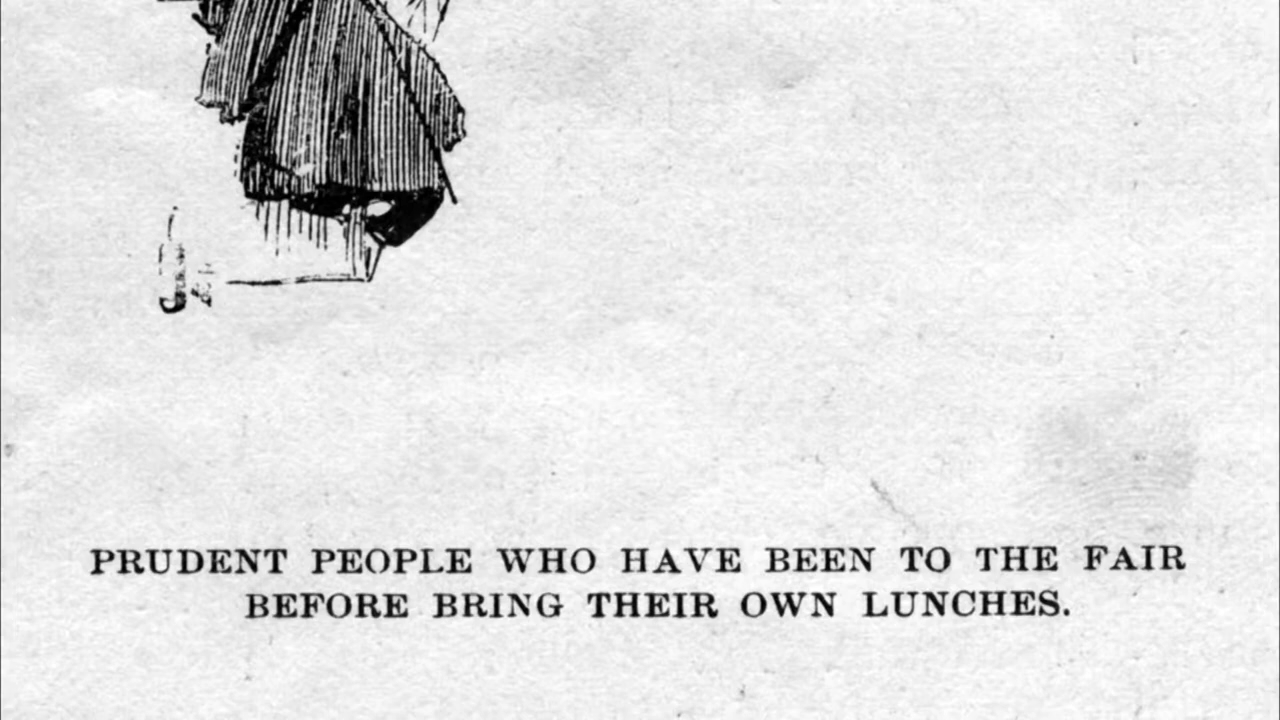 PRUDENT PEOPLE WHO HAVE BEEN TO THE FAIR
BEFORE BRING THEIR OWN LUNCHES.